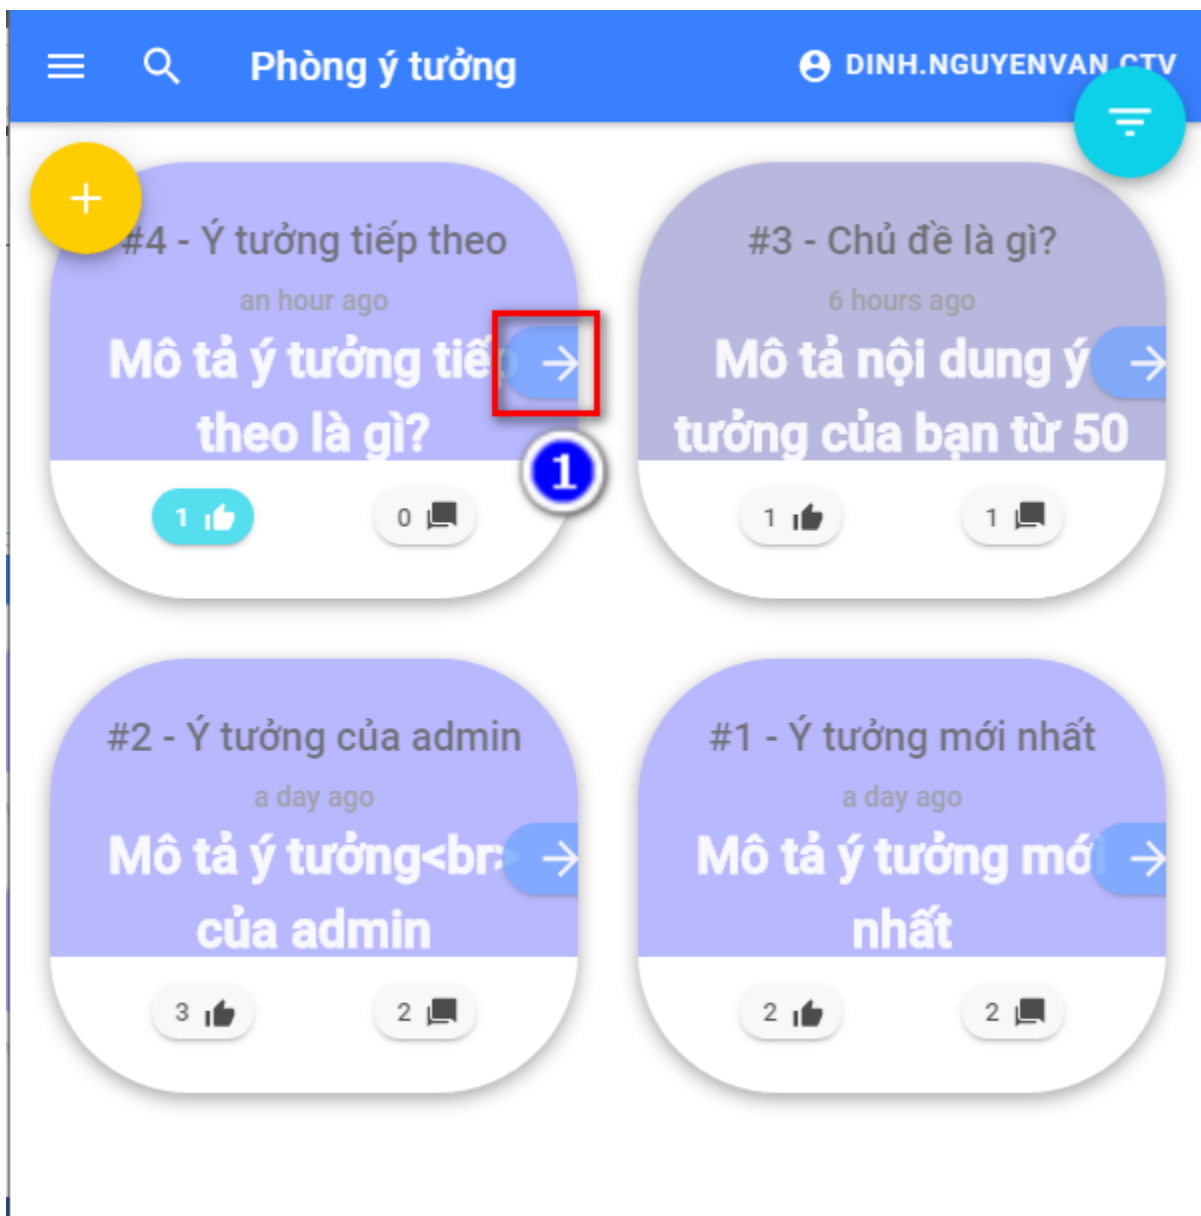 Phòng ý tưởng
DINH.NGUYENVAN.CTV
#4 - Ý tưởng tiếp theo
an hour ago
Mô tả ý tưởng tiếp
theo là gì?
1
1
0
#3 - Chủ đề là gì?
6 hours ago
Mô tả nội dung ý
tưởng của bạn từ 50
1
1
#2 - Ý tưởng của admin
a day ago
Mô tả ý tưởng<br>
của admin
3
2
#1 - Ý tưởng mới nhất
a day ago
Mô tả ý tưởng mới
nhất
2
2